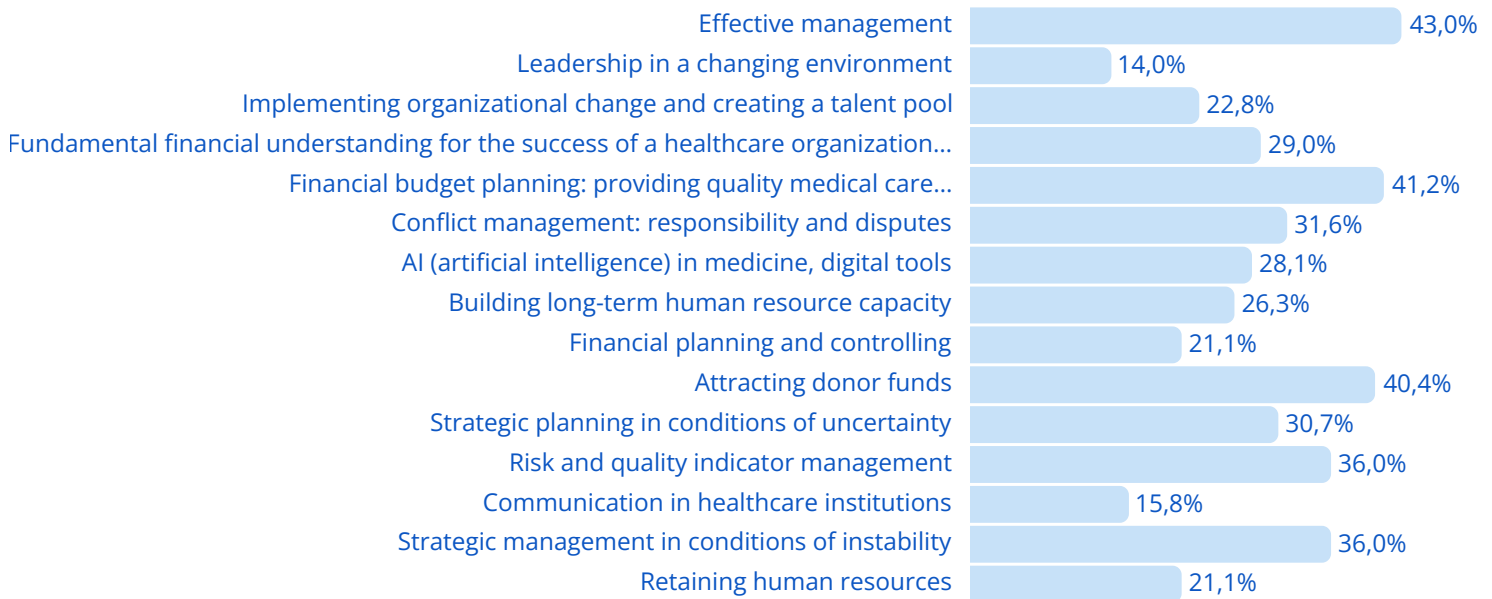 Effective management 43,0%
Leadership in a changing environment 14,0%
Implementing organizational change and creating a talent pool 22,8%
Fundamental financial understanding for the success of a healthcare organization... 29,0%
Financial budget planning: providing quality medical care... 41,2%
Conflict management: responsibility and disputes 31,6%
AI (artificial intelligence) in medicine, digital tools 28,1%
Building long-term human resource capacity 26,3%
Financial planning and controlling 21,1%
Attracting donor funds 40,4%
Strategic planning in conditions of uncertainty 30,7%
Risk and quality indicator management 36,0%
Communication in healthcare institutions 15,8%
Strategic management in conditions of instability 36,0%
Retaining human resources 21,1%